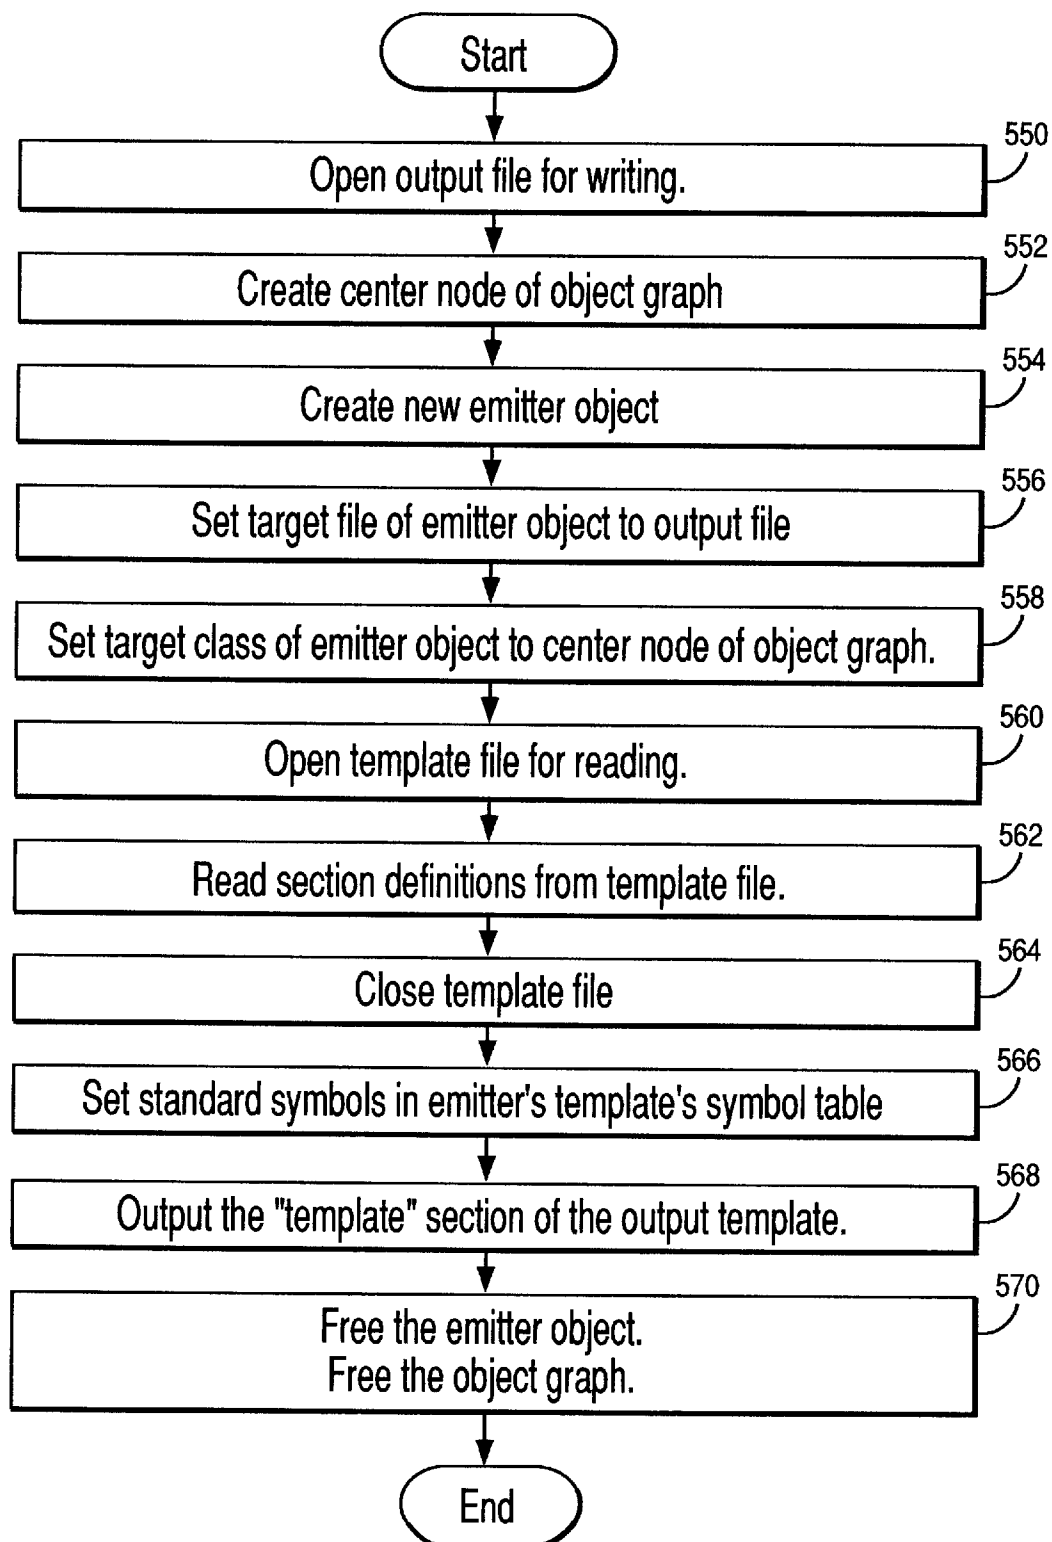 Start
550
Open output file for writing.
552
Create center node of object graph
554
Create new emitter object
556
Set target file of emitter object to output file
558
Set target class of emitter object to center node of object graph.
560
Open template file for reading.
562
Read section definitions from template file.
564
Close template file
566
Set standard symbols in emitter's template's symbol table
568
Output the "template" section of the output template.
570
Free the emitter object.
Free the object graph.
End